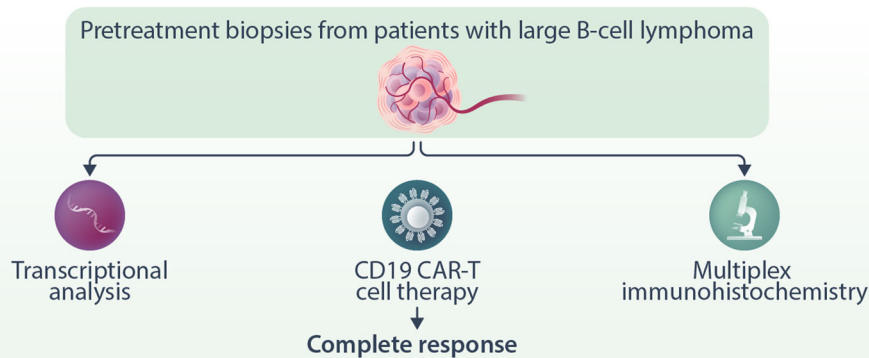 Pretreatment biopsies from patients with large B-cell lymphoma
Transcriptional
analysis
CD19 CAR-T
cell therapy
Complete response
Multiplex
immunohistochemistry